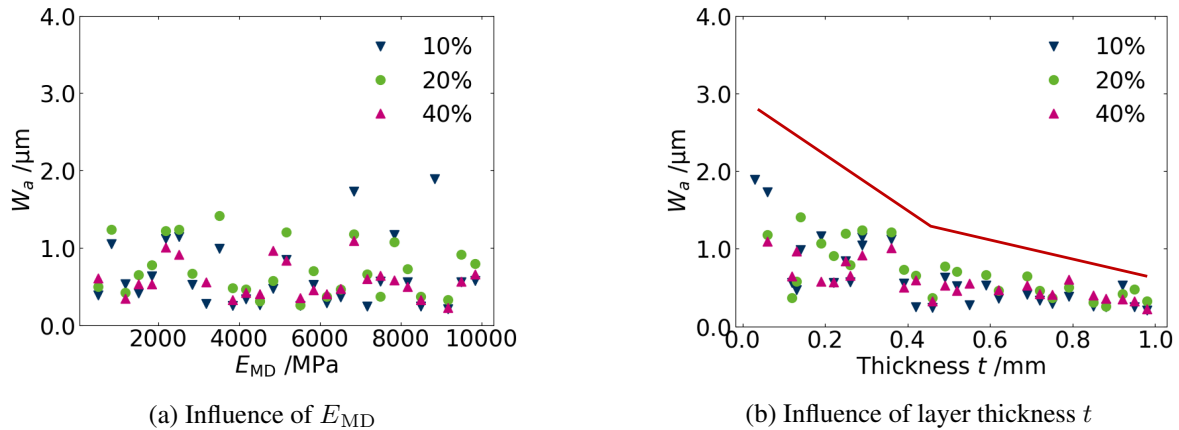 4.0
3.0
2.0
1.0
0.0
W_a /μm
10%
20%
40%
2000 4000 6000 8000 10000
E_MD /MPa
(a) Influence of E_MD
4.0
3.0
2.0
1.0
0.0
W_a /μm
10%
20%
40%
0.0 0.2 0.4 0.6 0.8 1.0
Thickness t /mm
(b) Influence of layer thickness t